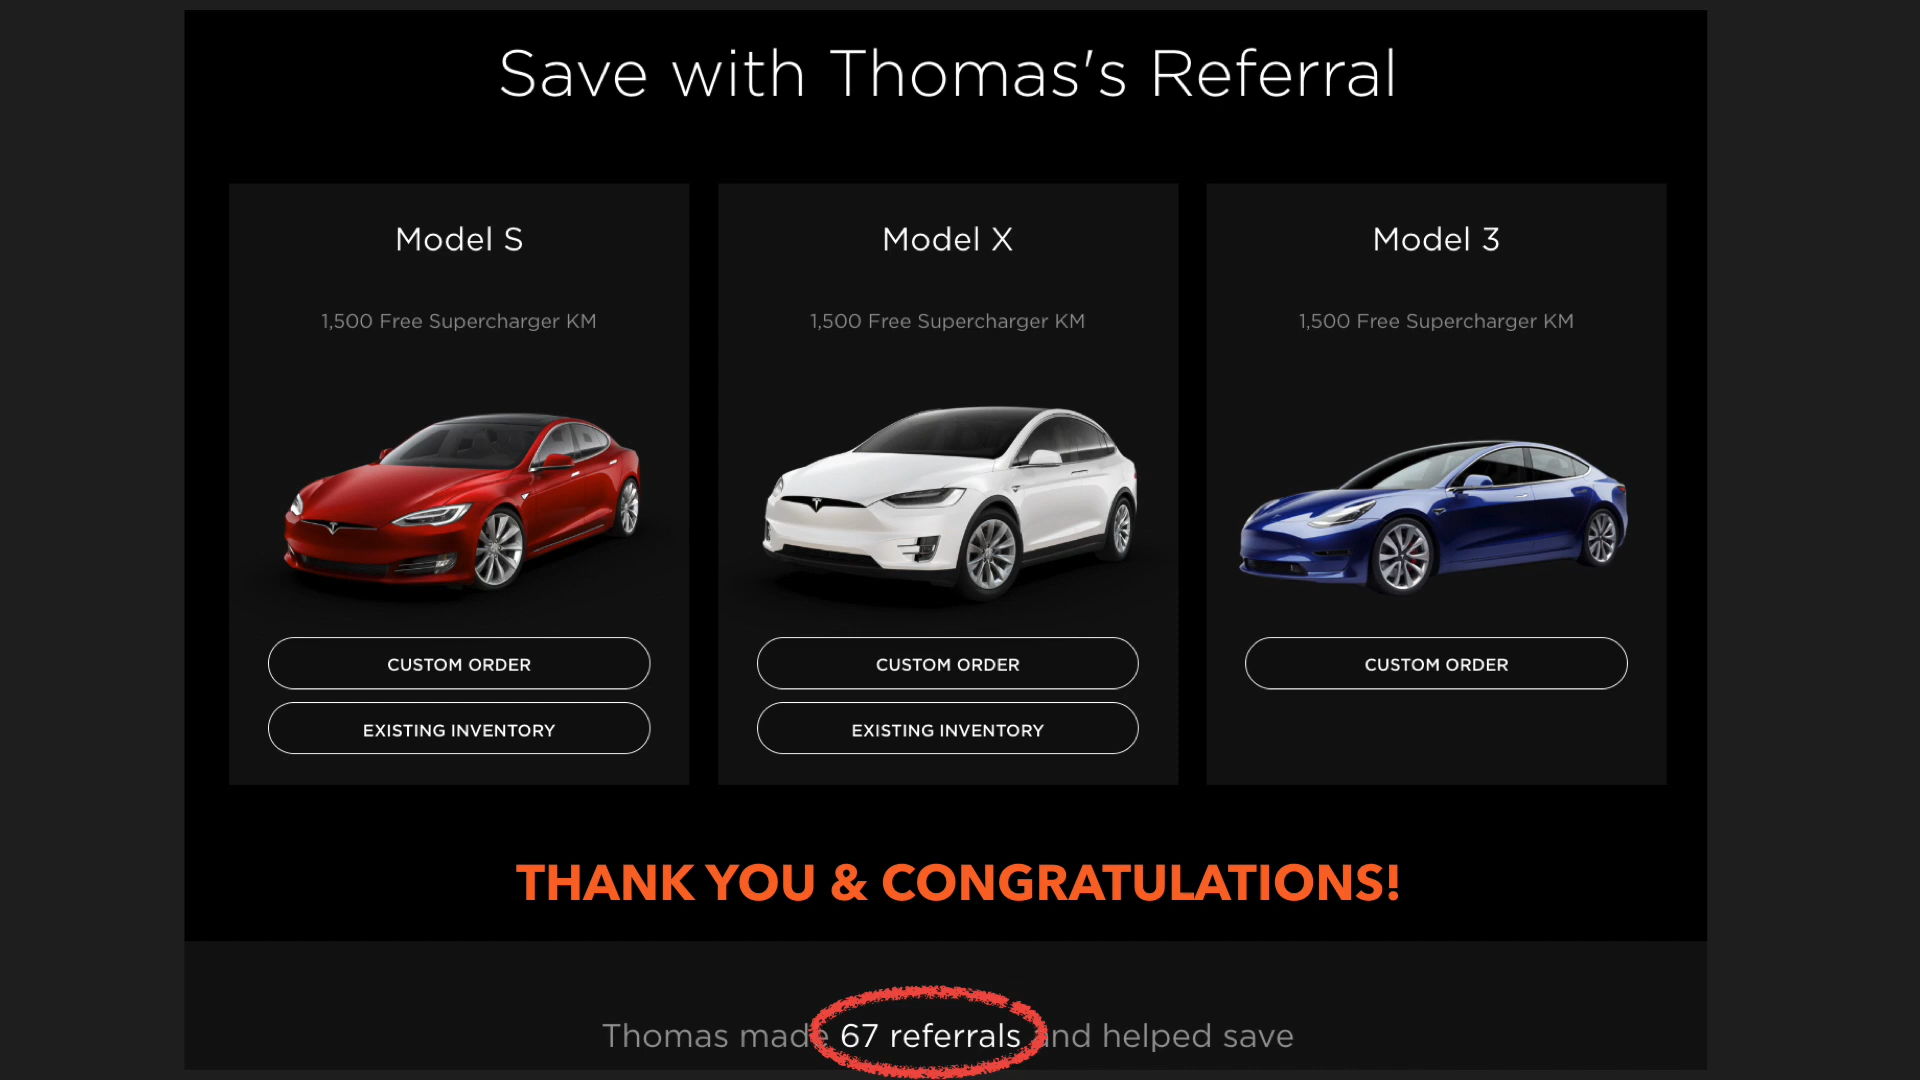 Save with Thomas's Referral
Model S
1,500 Free Supercharger KM
CUSTOM ORDER
EXISTING INVENTORY
Model X
1,500 Free Supercharger KM
CUSTOM ORDER
EXISTING INVENTORY
Model 3
1,500 Free Supercharger KM
CUSTOM ORDER
THANK YOU & CONGRATULATIONS!
Thomas made 67 referrals and helped save